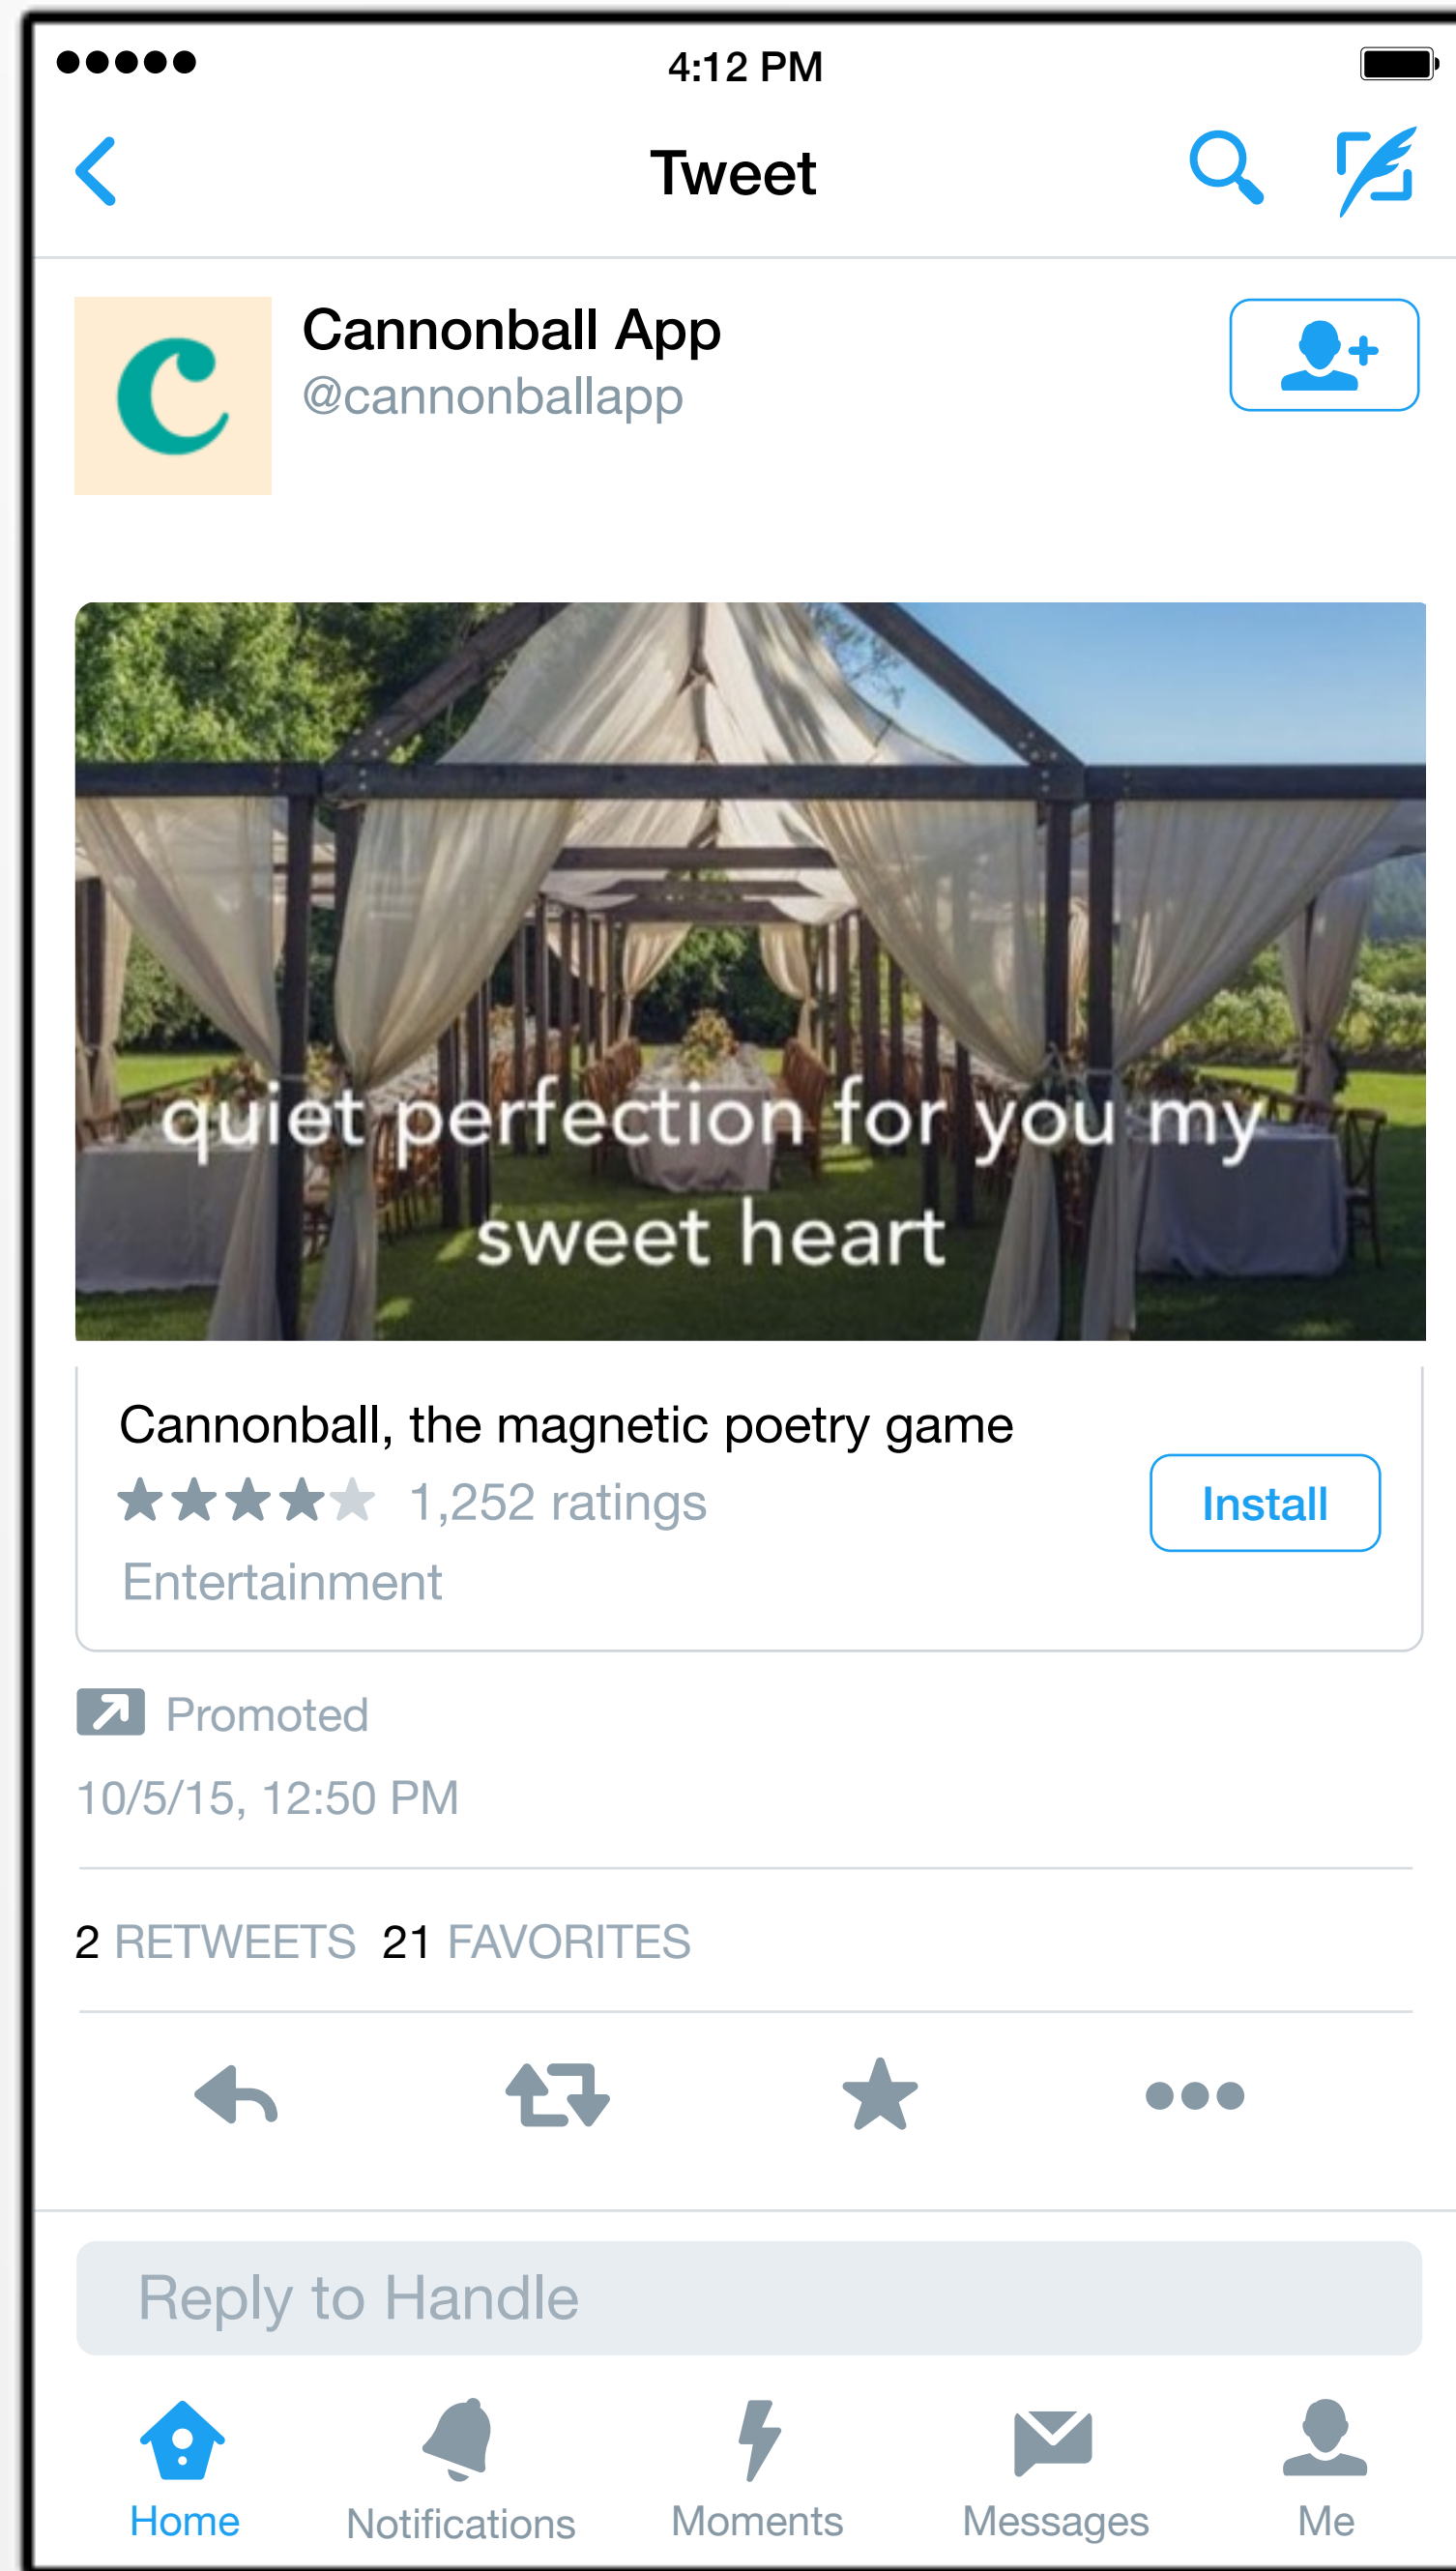 4:12 PM
Tweet
C
Cannonball App
@cannonballapp
quiet perfection for you my
sweet heart
Cannonball, the magnetic poetry game
1,252 ratings
Install
Entertainment
Promoted
10/5/15, 12:50 PM
2 RETWEETS 21 FAVORITES
Reply to Handle
Home Notifications Moments Messages Me